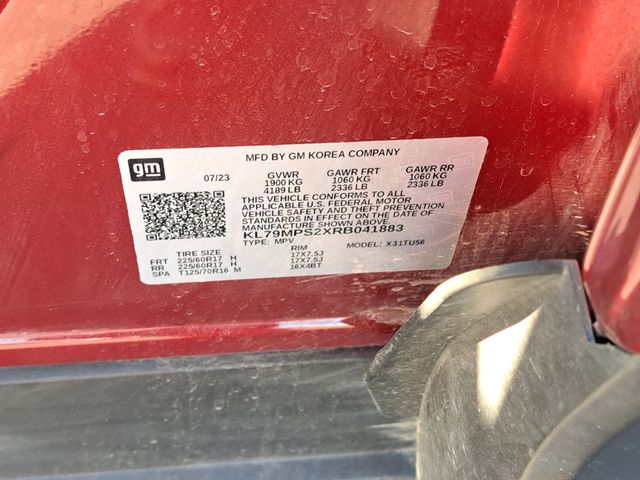 MFD BY GM KOREA COMPANY
gm
07/23 GVWR GAWR FRT GAWR RR
1900 KG 1060 KG 1060 KG
4189 LB 2336 LB 2336 LB
THIS VEHICLE CONFORMS TO ALL
APPLICABLE U.S. FEDERAL MOTOR
VEHICLE SAFETY AND THEFT PREVENTION
STANDARDS IN EFFECT ON THE DATE OF
MANUFACTURE SHOWN ABOVE.
KL79MPS2XRB041883
TYPE: MPV MODEL: X31TU56
TIRE SIZE RIM
FRT 225/60R17 H 17X7.5J
RR 225/60R17 H 17X7.5J
SPA T125/70R16 M 16X4BT